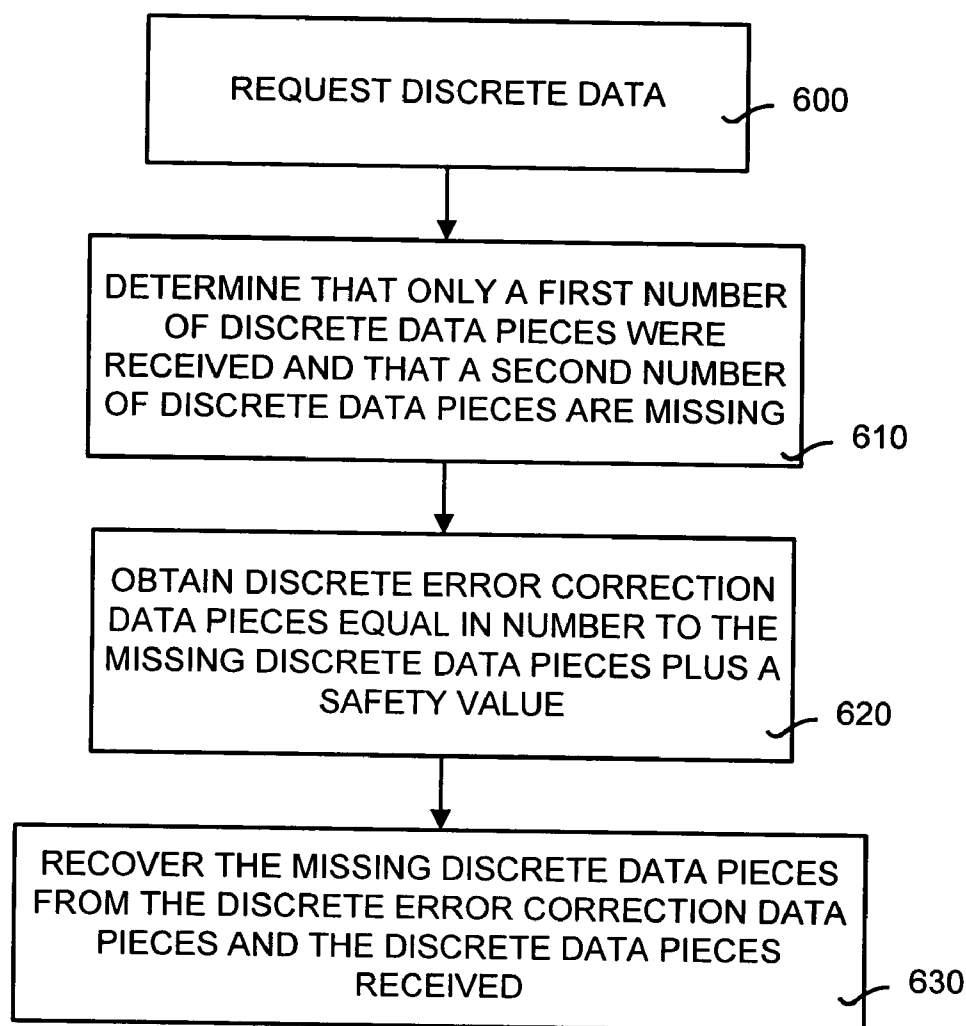 REQUEST DISCRETE DATA
600
DETERMINE THAT ONLY A FIRST NUMBER
OF DISCRETE DATA PIECES WERE
RECEIVED AND THAT A SECOND NUMBER
OF DISCRETE DATA PIECES ARE MISSING
610
OBTAIN DISCRETE ERROR CORRECTION
DATA PIECES EQUAL IN NUMBER TO THE
MISSING DISCRETE DATA PIECES PLUS A
SAFETY VALUE
620
RECOVER THE MISSING DISCRETE DATA PIECES
FROM THE DISCRETE ERROR CORRECTION DATA
PIECES AND THE DISCRETE DATA PIECES
RECEIVED
630